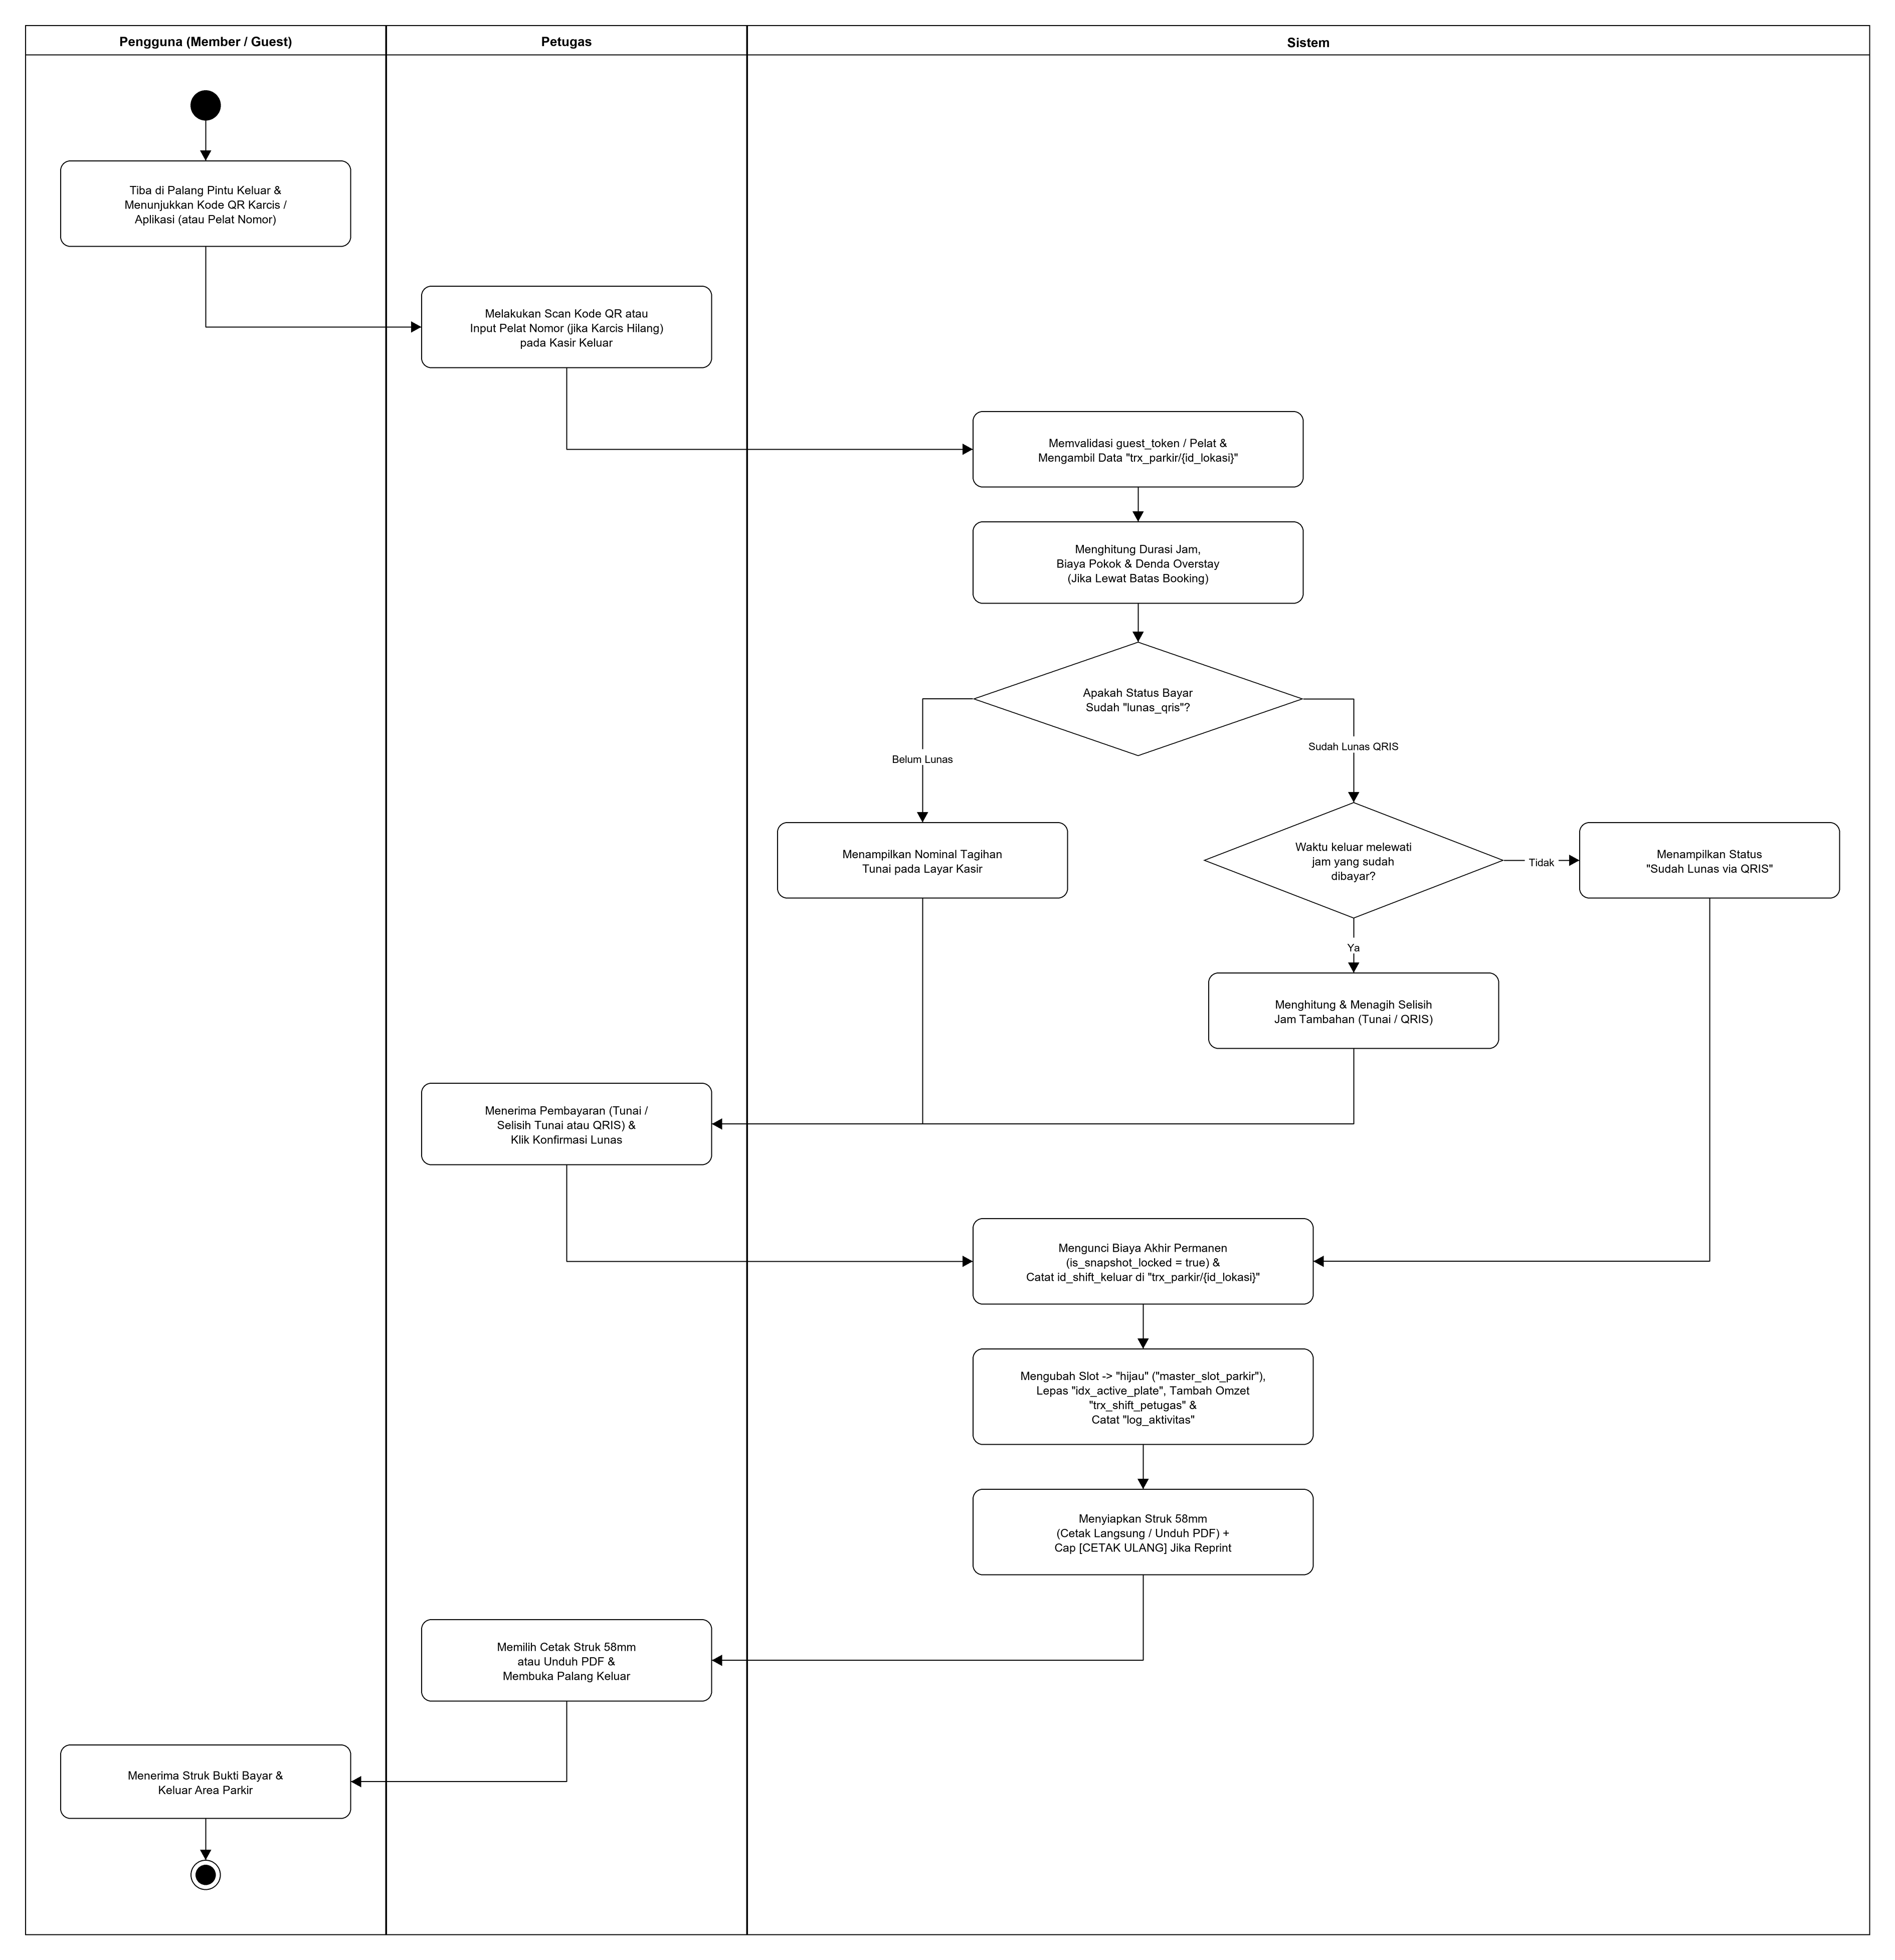 Pengguna (Member / Guest)
Petugas
Sistem
Tiba di Palang Pintu Keluar &
Menunjukkan Kode QR Karcis /
Aplikasi (atau Pelat Nomor)
Melakukan Scan Kode QR atau
Input Pelat Nomor (jika Karcis Hilang)
pada Kasir Keluar
Memvalidasi guest_token / Pelat &
Mengambil Data "trx_parkir/{id_lokasi}"
Menghitung Durasi Jam,
Biaya Pokok & Denda Overstay
(Jika Lewat Batas Booking)
Apakah Status Bayar
Sudah "lunas_qris"?
Belum Lunas
Sudah Lunas QRIS
Menampilkan Nominal Tagihan
Tunai pada Layar Kasir
Waktu keluar melewati
jam yang sudah
dibayar?
Tidak
Menampilkan Status
"Sudah Lunas via QRIS"
Ya
Menghitung & Menagih Selisih
Jam Tambahan (Tunai / QRIS)
Menerima Pembayaran (Tunai /
Selisih Tunai atau QRIS) &
Klik Konfirmasi Lunas
Mengunci Biaya Akhir Permanen
(is_snapshot_locked = true) &
Catat id_shift_keluar di "trx_parkir/{id_lokasi}"
Mengubah Slot -> "hijau" ("master_slot_parkir"),
Lepas "idx_active_plate", Tambah Omzet
"trx_shift_petugas" &
Catat "log_aktivitas"
Menyiapkan Struk 58mm
(Cetak Langsung / Unduh PDF) +
Cap [CETAK ULANG] Jika Reprint
Memilih Cetak Struk 58mm
atau Unduh PDF &
Membuka Palang Keluar
Menerima Struk Bukti Bayar &
Keluar Area Parkir